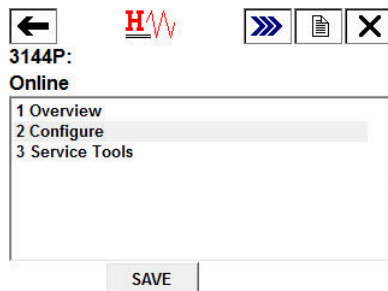 H
3144P:
Online
1 Overview
2 Configure
3 Service Tools
SAVE